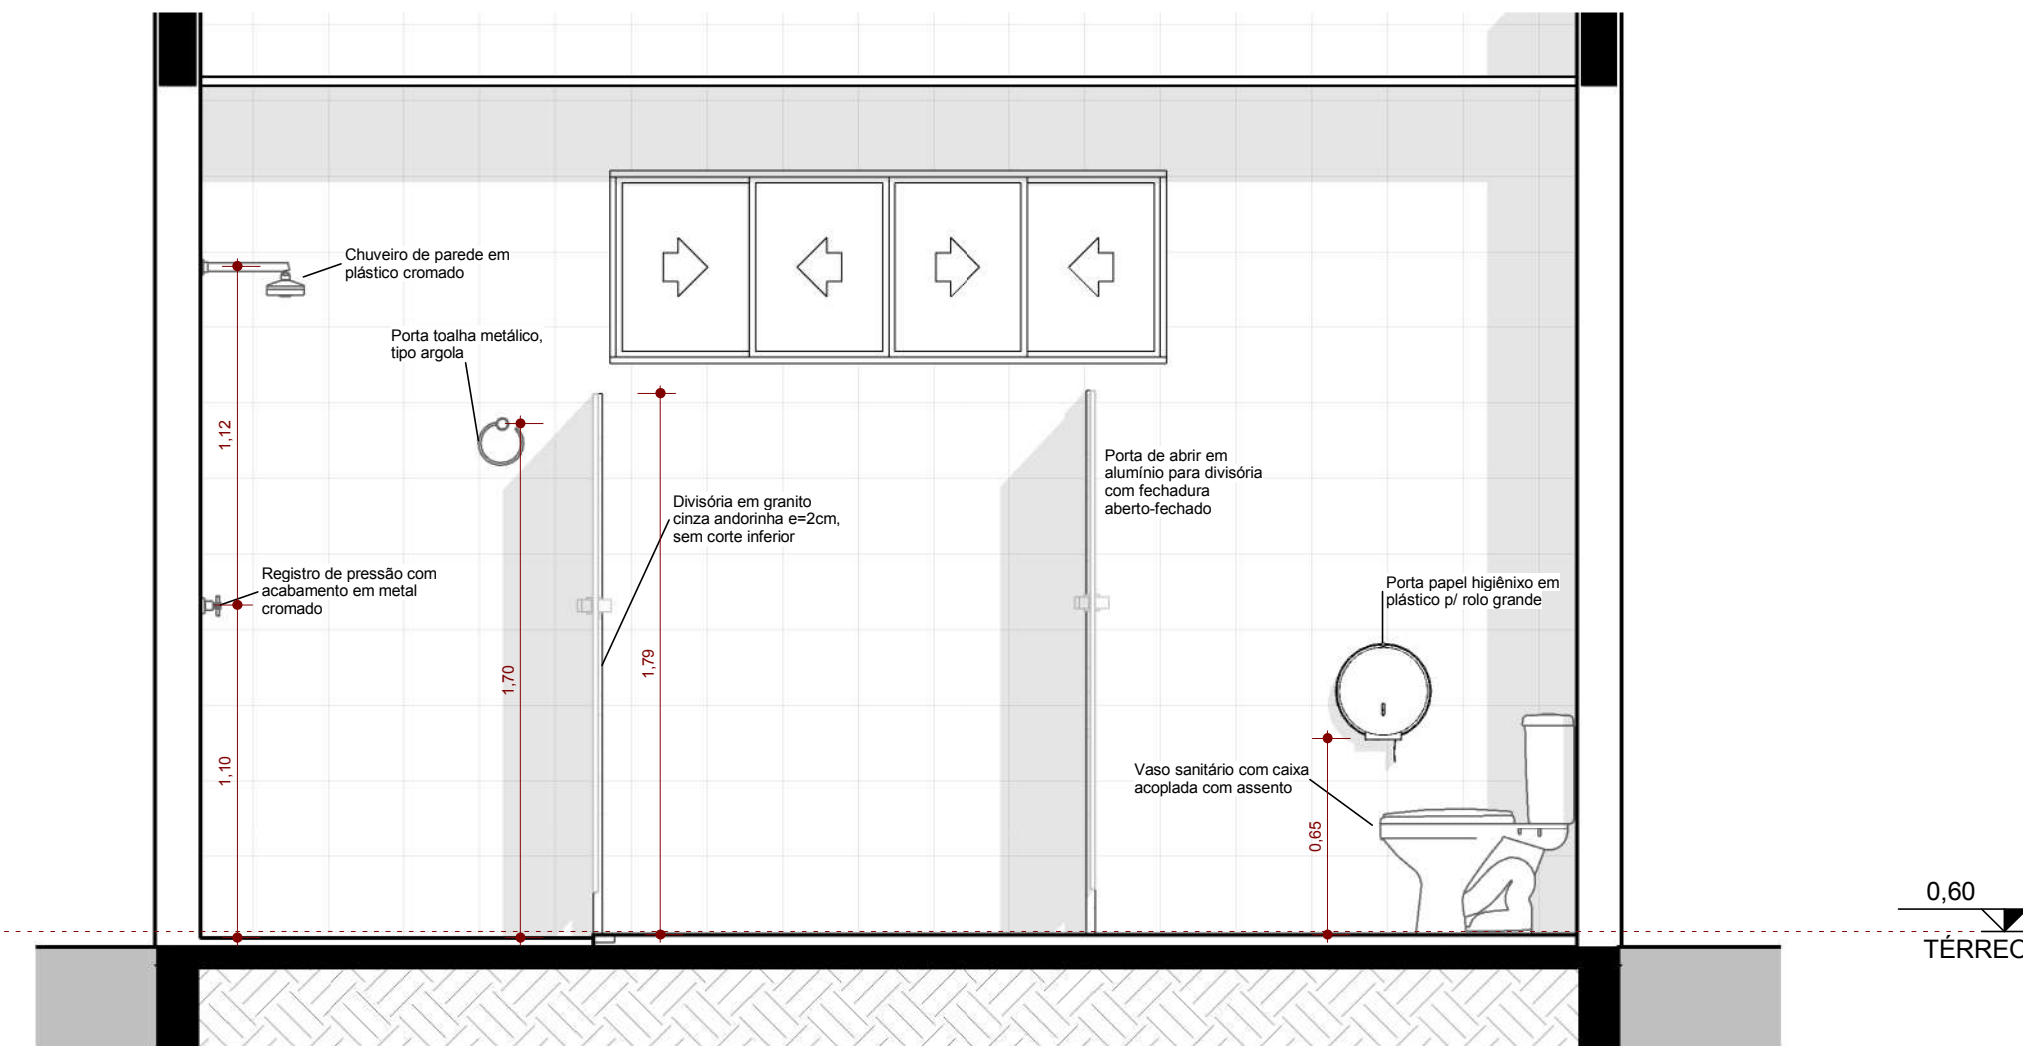 Chuveiro de parede em
plástico cromado
Porta toalha metálico,
tipo argola
1,12
Porta de abrir em
alumínio para divisória
com fechadura
aberto-fechado
Divisória em granito
cinza andorinha e=2cm,
sem corte inferior
Registro de pressão com
acabamento em metal
cromado
Porta papel higiênixo em
plástico p/ rolo grande
1,70
1,79
1,10
Vaso sanitário com caixa
acoplada com assento
0,65
0,60
TÉRREO